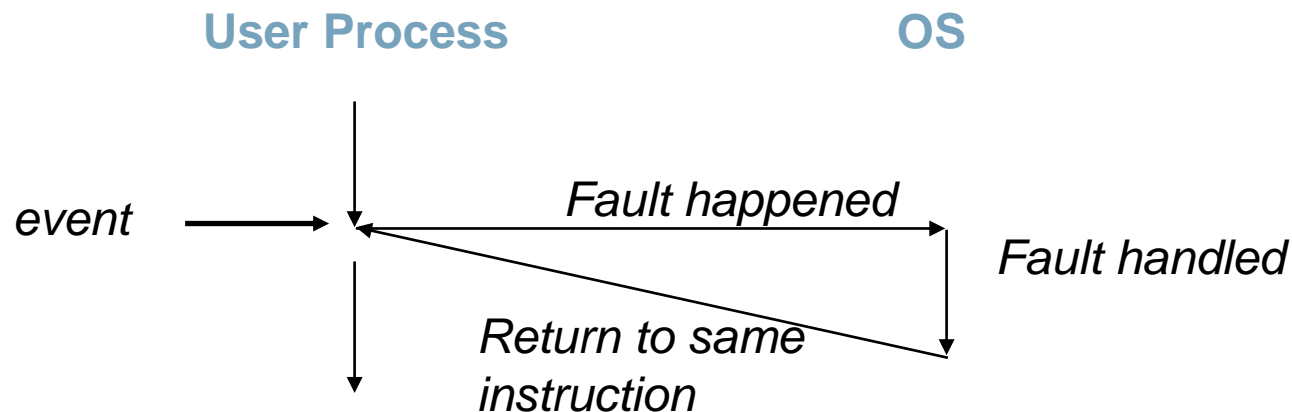 User Process
OS
event
Fault happened
Fault handled
Return to same
instruction